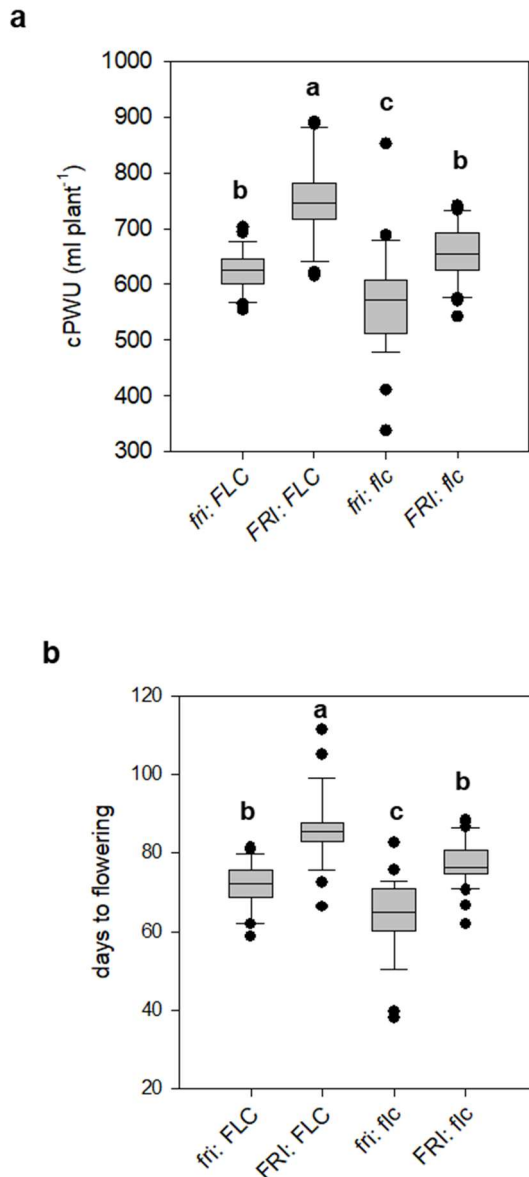 a
cPWU (ml plant-1)
1000
900
800
700
600
500
400
300
b
a
c
b
fri: FLC
FRI: FLC
fri: flc
FRI: flc
b
days to flowering
120
100
80
60
40
20
b
a
c
b
fri: FLC
FRI: FLC
fri: flc
FRI: flc